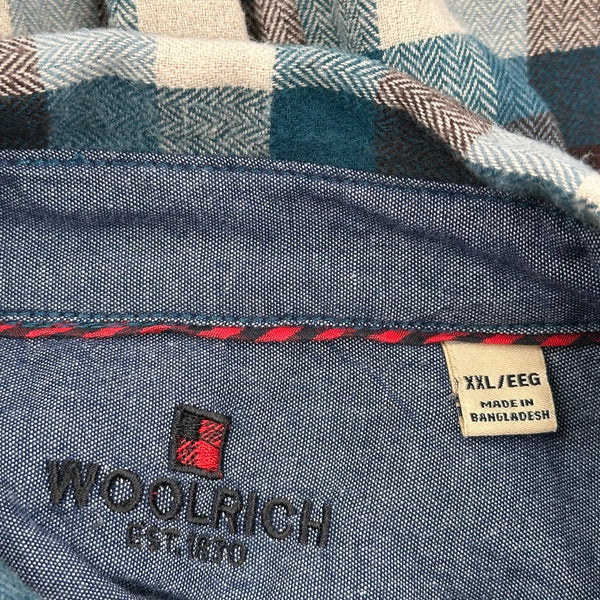 XXL/EEG
MADE IN
BANGLADESH
WOOLRICH
EST. 1830